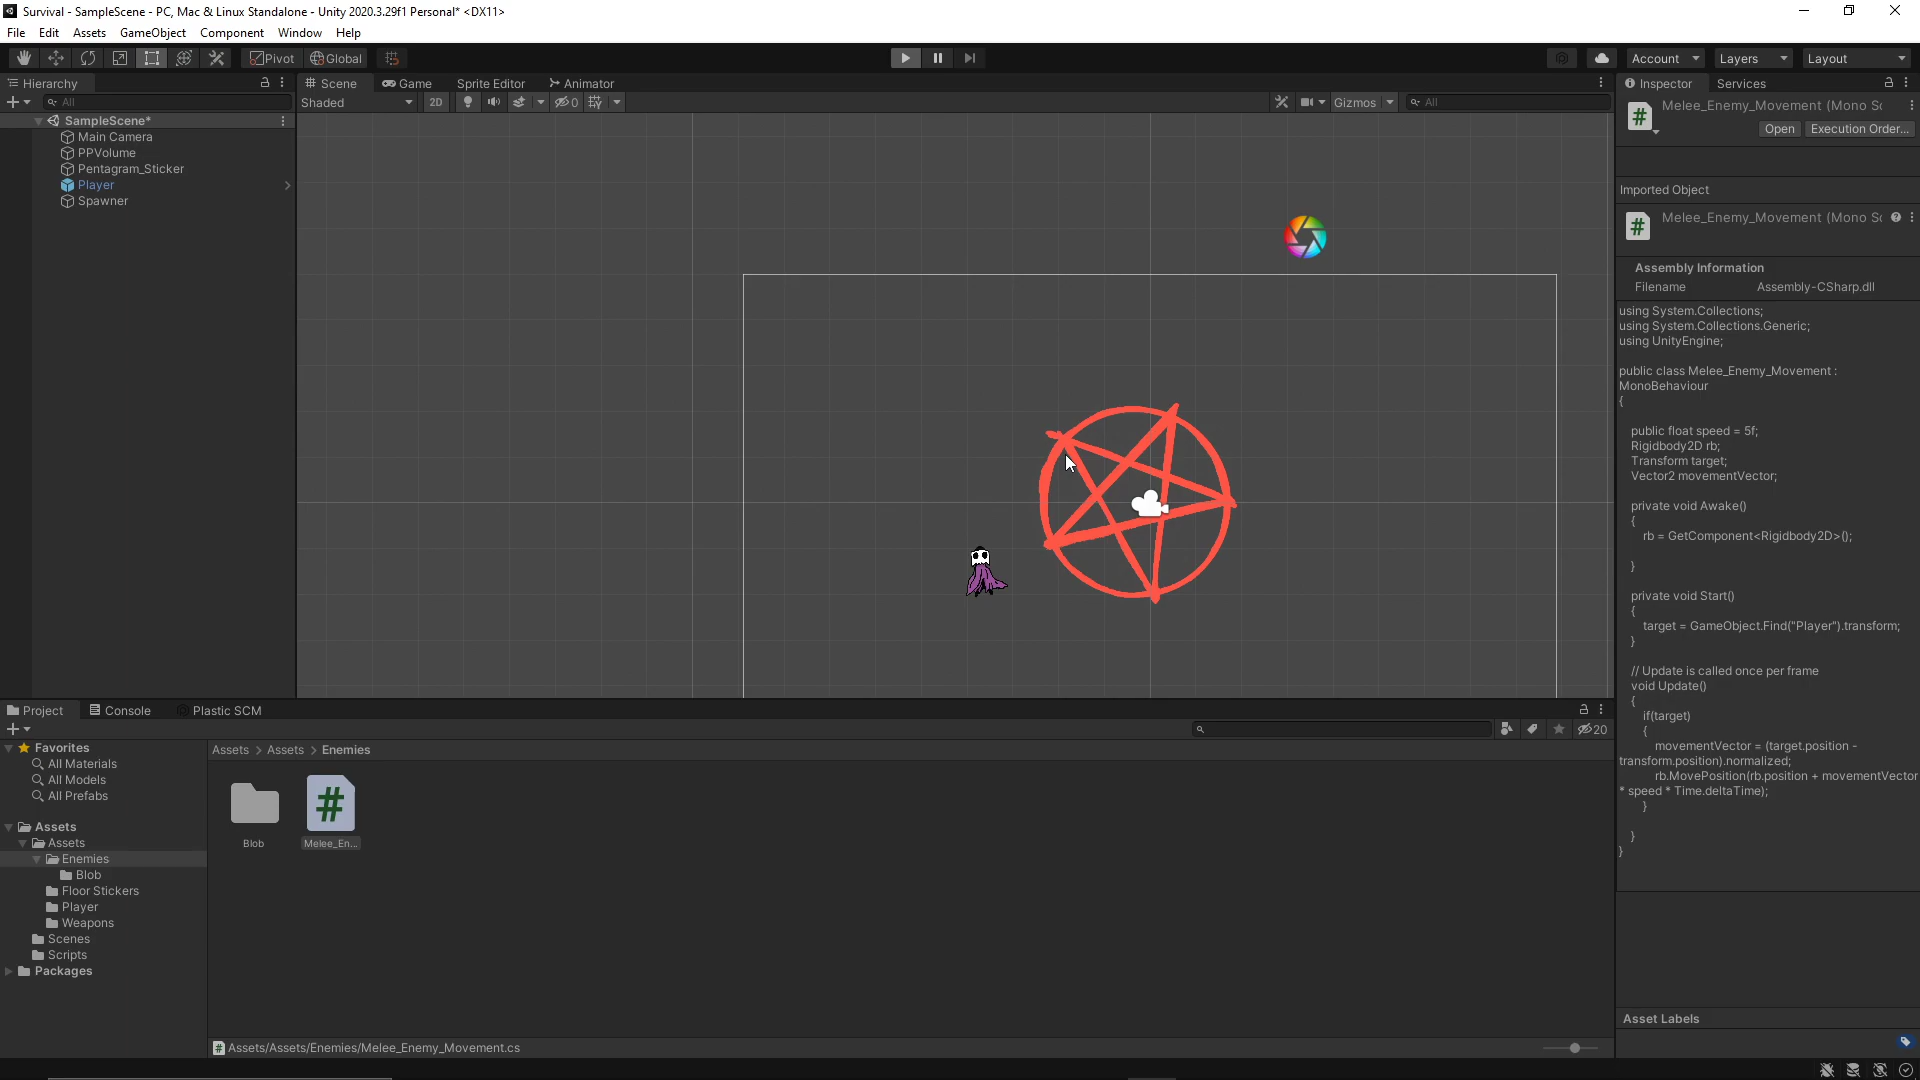 Survival - SampleScene - PC, Mac & Linux Standalone - Unity 2020.3.29f1 Personal* <DX11>
File Edit Assets GameObject Component Window Help
Pivot Global
Account Layers Layout
Hierarchy
All
SampleScene*
Main Camera
PPVolume
Pentagram_Sticker
Player
Spawner
Scene Game Sprite Editor Animator
Shaded 2D 0 Gizmos All
Inspector Services
Melee_Enemy_Movement (Mono Sc
Open Execution Order...
Imported Object
Melee_Enemy_Movement (Mono Sc
Assembly Information
Filename Assembly-CSharp.dll
using System.Collections;
using System.Collections.Generic;
using UnityEngine;
public class Melee_Enemy_Movement :
MonoBehaviour
{
public float speed = 5f;
Rigidbody2D rb;
Transform target;
Vector2 movementVector;
private void Awake()
{
rb = GetComponent<Rigidbody2D>();
}
private void Start()
{
target = GameObject.Find("Player").transform;
}
// Update is called once per frame
void Update()
{
if(target)
{
movementVector = (target.position -
transform.position).normalized;
rb.MovePosition(rb.position + movementVector
* speed * Time.deltaTime);
}
}
}
Asset Labels
Project Console Plastic SCM
20
Favorites
All Materials
All Models
All Prefabs
Assets
Assets
Enemies
Blob
Floor Stickers
Player
Weapons
Scenes
Scripts
Packages
Assets > Assets > Enemies
Blob
Melee_En...
Assets/Assets/Enemies/Melee_Enemy_Movement.cs